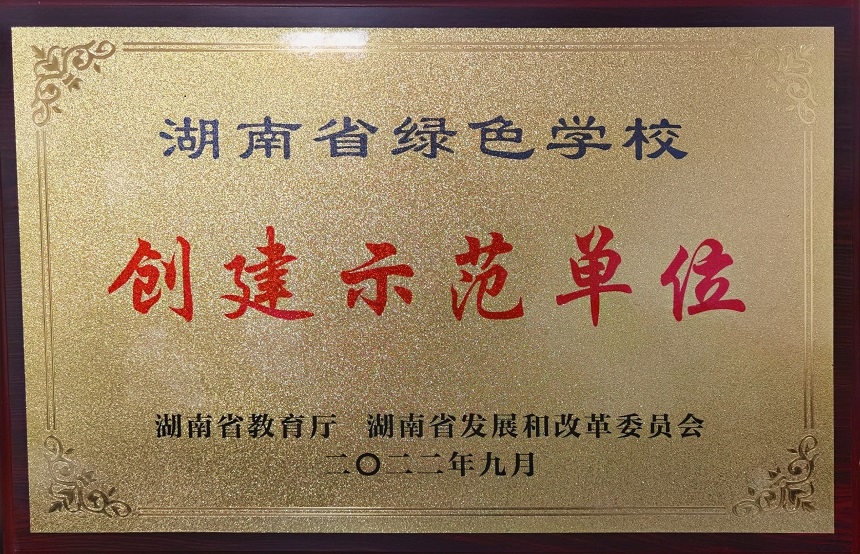 湖南省绿色学校
创建示范单位
湖南省教育厅 湖南省发展和改革委员会
二〇二二年九月